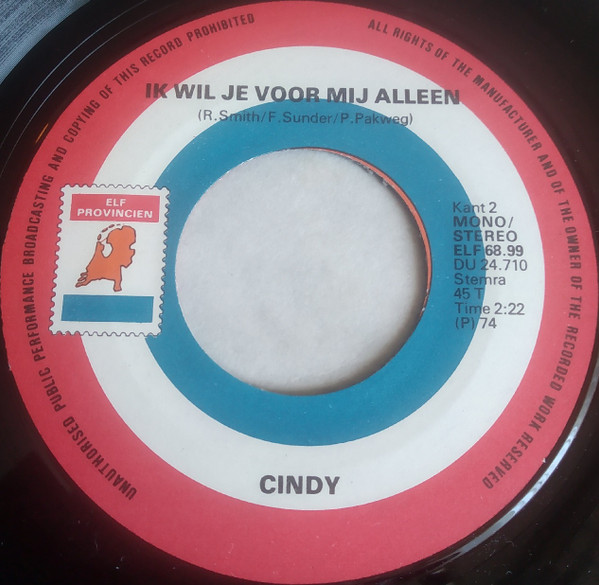 UNAUTHORISED PUBLIC PERFORMANCE BROADCASTING AND COPYING OF THIS RECORD PROHIBITED
ALL RIGHTS OF THE MANUFACTURER AND OF THE OWNER OF THE RECORDED WORK RESERVED
IK WIL JE VOOR MIJ ALLEEN
(R.Smith/F.Sunder/P.Pakweg)
ELF
PROVINCIEN
Kant 2
MONO/
STEREO
ELF 68.99
DU 24.710
Stemra
45 T
Time 2:22
(P) 74
CINDY